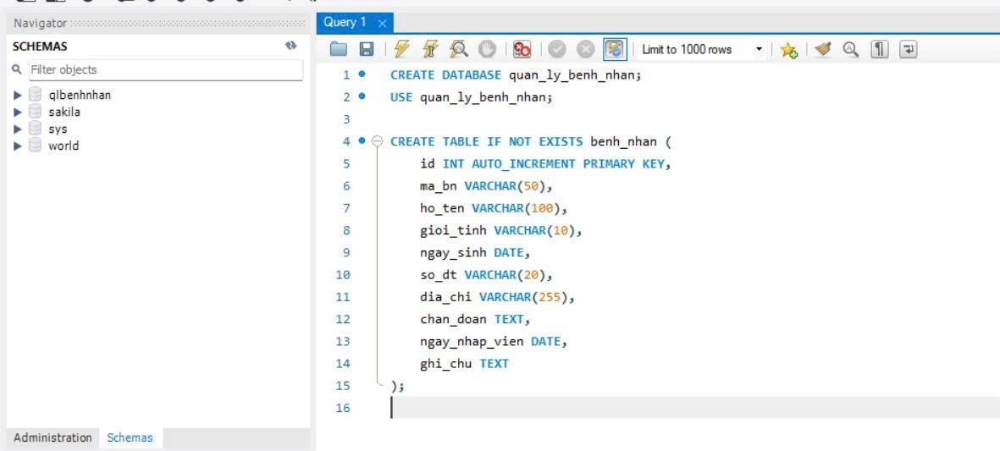 Navigator
SCHEMAS
Filter objects
qlbenhnhan
sakila
sys
world
Administration Schemas
Query 1
Limit to 1000 rows
1 CREATE DATABASE quan_ly_benh_nhan;
2 USE quan_ly_benh_nhan;
3
4 CREATE TABLE IF NOT EXISTS benh_nhan (
5 id INT AUTO_INCREMENT PRIMARY KEY,
6 ma_bn VARCHAR(50),
7 ho_ten VARCHAR(100),
8 gioi_tinh VARCHAR(10),
9 ngay_sinh DATE,
10 so_dt VARCHAR(20),
11 dia_chi VARCHAR(255),
12 chan_doan TEXT,
13 ngay_nhap_vien DATE,
14 ghi_chu TEXT
15 );
16